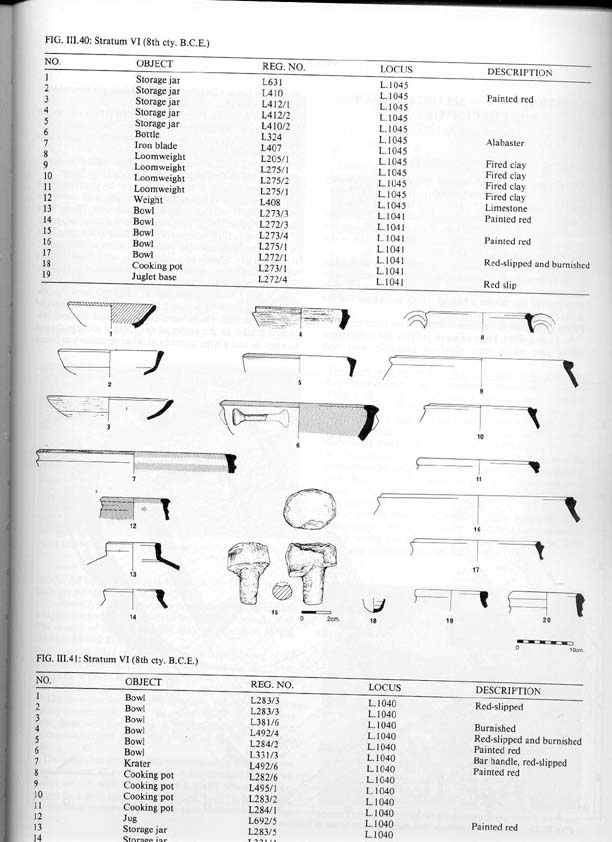 FIG. III.40: Stratum VI (8th cty. B.C.E.)
NO. OBJECT REG. NO. LOCUS DESCRIPTION
1 Storage jar L631 L.1045
2 Storage jar L410 L.1045 Painted red
3 Storage jar L412/1 L.1045
4 Storage jar L412/2 L.1045
5 Storage jar L410/2 L.1045
6 Bottle L324 L.1045 Alabaster
7 Iron blade L407 L.1045
8 Loomweight L205/1 L.1045 Fired clay
9 Loomweight L275/1 L.1045 Fired clay
10 Loomweight L275/2 L.1045 Fired clay
11 Loomweight L275/1 L.1045 Fired clay
12 Weight L408 L.1045 Limestone
13 Bowl L273/3 L.1041 Painted red
14 Bowl L272/3 L.1041
15 Bowl L273/4 L.1041 Painted red
16 Bowl L275/1 L.1041
17 Bowl L272/1 L.1041 Red-slipped and burnished
18 Cooking pot L273/1 L.1041
19 Juglet base L272/4 L.1041 Red slip
1 4 8
2 5 9
3 6 10
7 11
12 16
13 17
14 15 0 2cm. 18 19 20
0 10cm.
FIG. III.41: Stratum VI (8th cty. B.C.E.)
NO. OBJECT REG. NO. LOCUS DESCRIPTION
1 Bowl L283/3 L.1040 Red-slipped
2 Bowl L283/3 L.1040
3 Bowl L381/6 L.1040 Burnished
4 Bowl L492/4 L.1040 Red-slipped and burnished
5 Bowl L284/2 L.1040 Painted red
6 Bowl L331/3 L.1040 Bar handle, red-slipped
7 Krater L492/6 L.1040 Painted red
8 Cooking pot L282/6 L.1040
9 Cooking pot L495/1 L.1040
10 Cooking pot L283/2 L.1040
11 Cooking pot L284/1 L.1040
12 Jug L692/5 L.1040 Painted red
13 Storage jar L283/5 L.1040
14 Storage jar